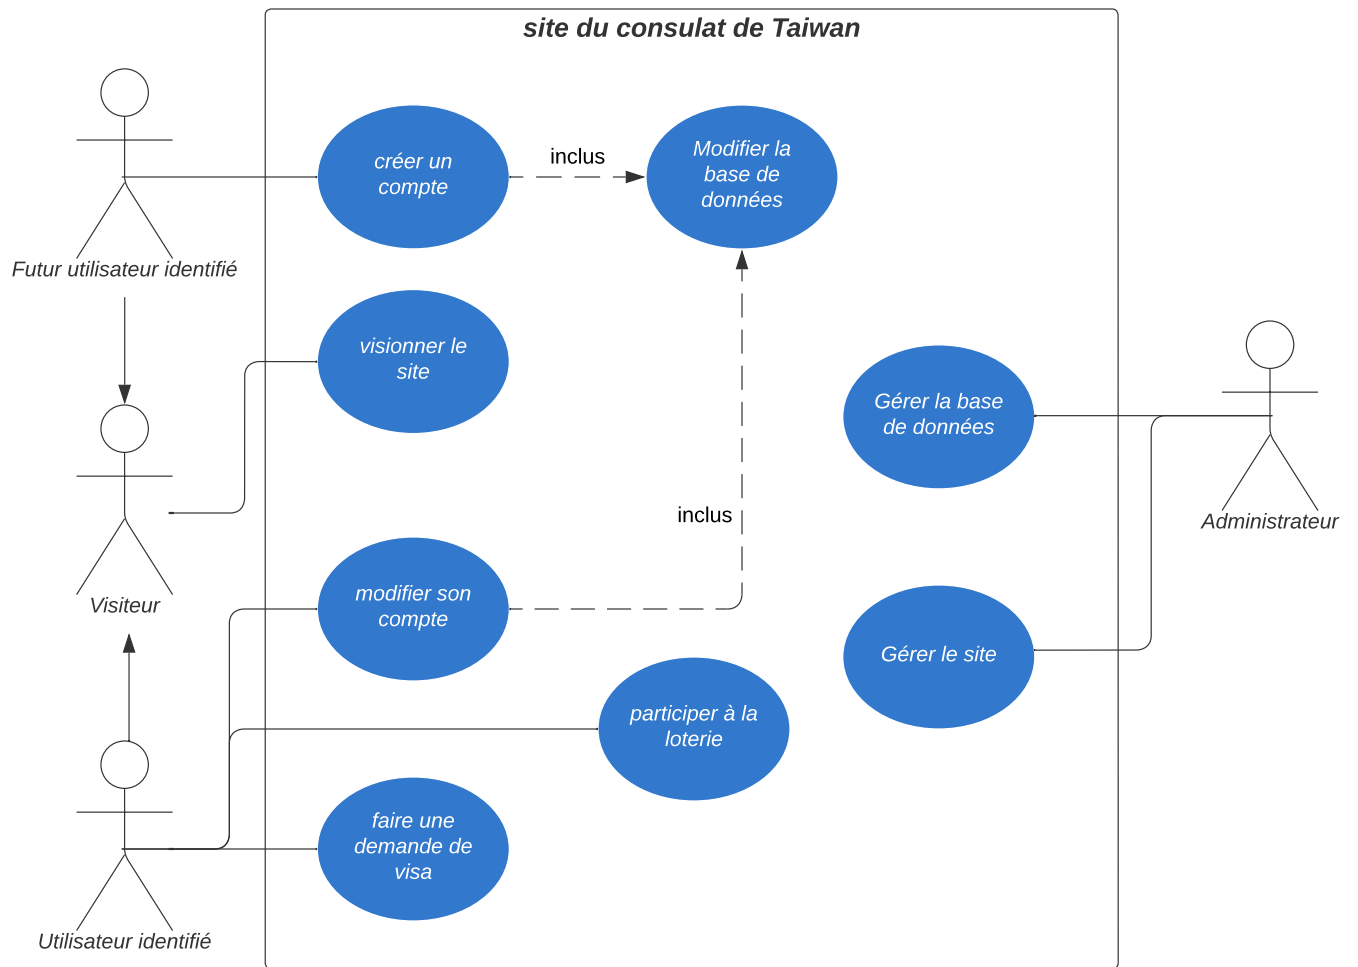 site du consulat de Taiwan
créer un
compte
inclus
Modifier la
base de
données
Futur utilisateur identifié
visionner le
site
Gérer la base
de données
inclus
Administrateur
Visiteur
modifier son
compte
Gérer le site
participer à la
loterie
faire une
demande de
visa
Utilisateur identifié